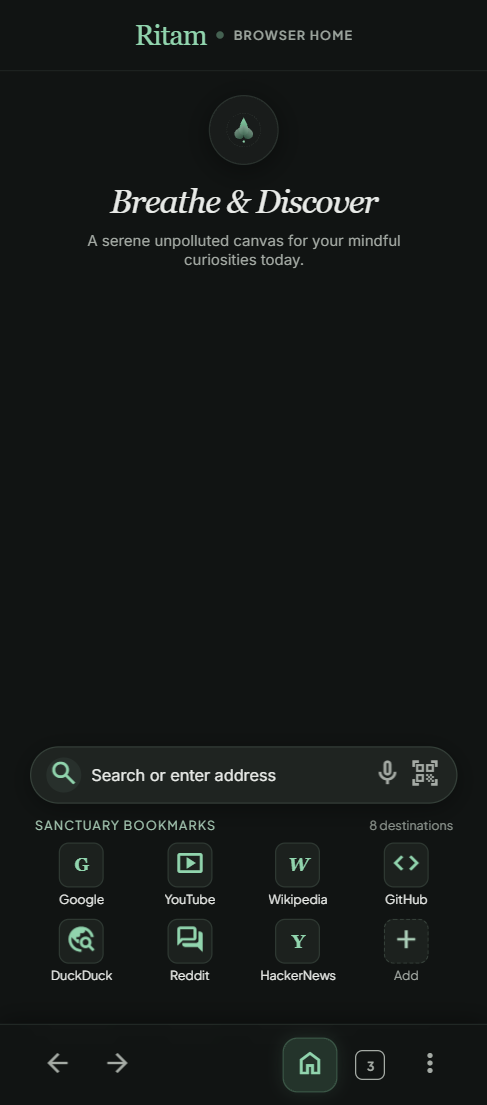 Ritam • BROWSER HOME
Breathe & Discover
A serene unpolluted canvas for your mindful
curiosities today.
Search or enter address
SANCTUARY BOOKMARKS 8 destinations
G W
Google YouTube Wikipedia GitHub
Y
DuckDuck Reddit HackerNews Add
3